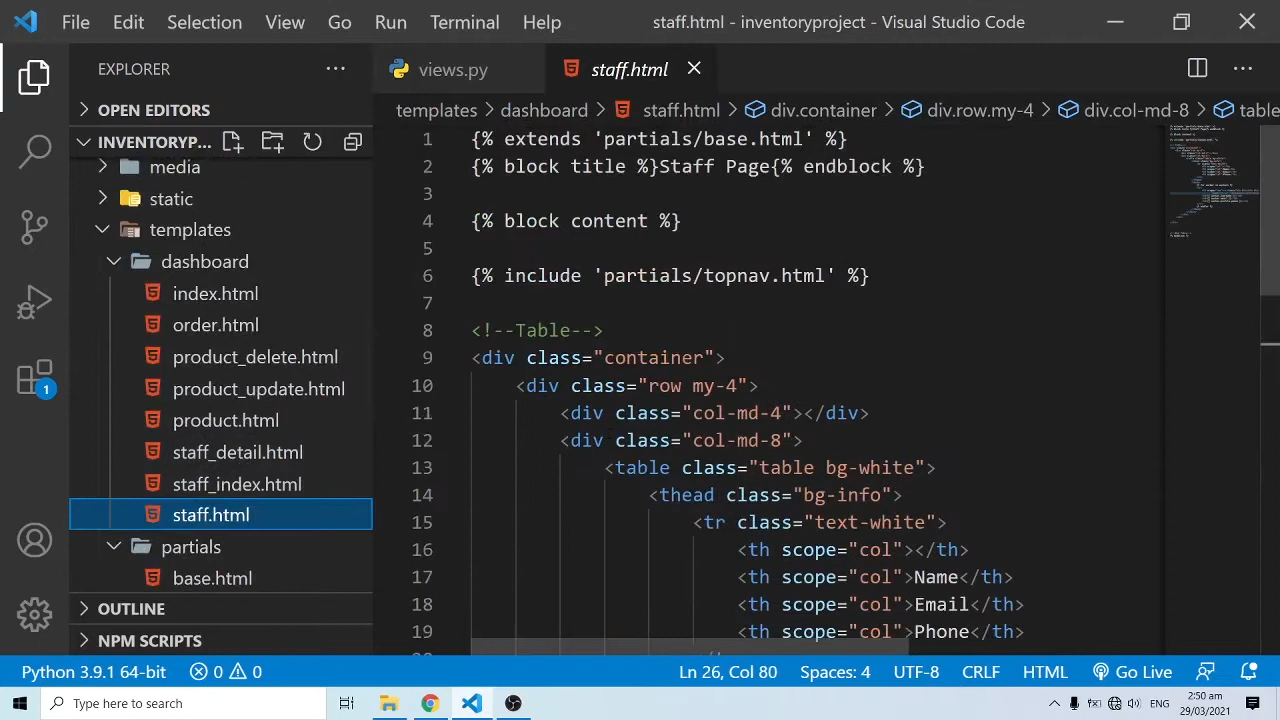 File Edit Selection View Go Run Terminal Help
staff.html - inventoryproject - Visual Studio Code
EXPLORER
OPEN EDITORS
INVENTORYP...
media
static
templates
dashboard
index.html
order.html
product_delete.html
product_update.html
product.html
staff_detail.html
staff_index.html
staff.html
partials
base.html
OUTLINE
NPM SCRIPTS
1
views.py
staff.html
templates > dashboard > staff.html > div.container > div.row.my-4 > div.col-md-8 > table
1 {% extends 'partials/base.html' %}
2 {% block title %}Staff Page{% endblock %}
3
4 {% block content %}
5
6 {% include 'partials/topnav.html' %}
7
8 <!--Table-->
9 <div class="container">
10 <div class="row my-4">
11 <div class="col-md-4"></div>
12 <div class="col-md-8">
13 <table class="table bg-white">
14 <thead class="bg-info">
15 <tr class="text-white">
16 <th scope="col"></th>
17 <th scope="col">Name</th>
18 <th scope="col">Email</th>
19 <th scope="col">Phone</th>
Python 3.9.1 64-bit 0 0 Ln 26, Col 80 Spaces: 4 UTF-8 CRLF HTML Go Live
Type here to search
ENG
2:50 am
29/03/2021